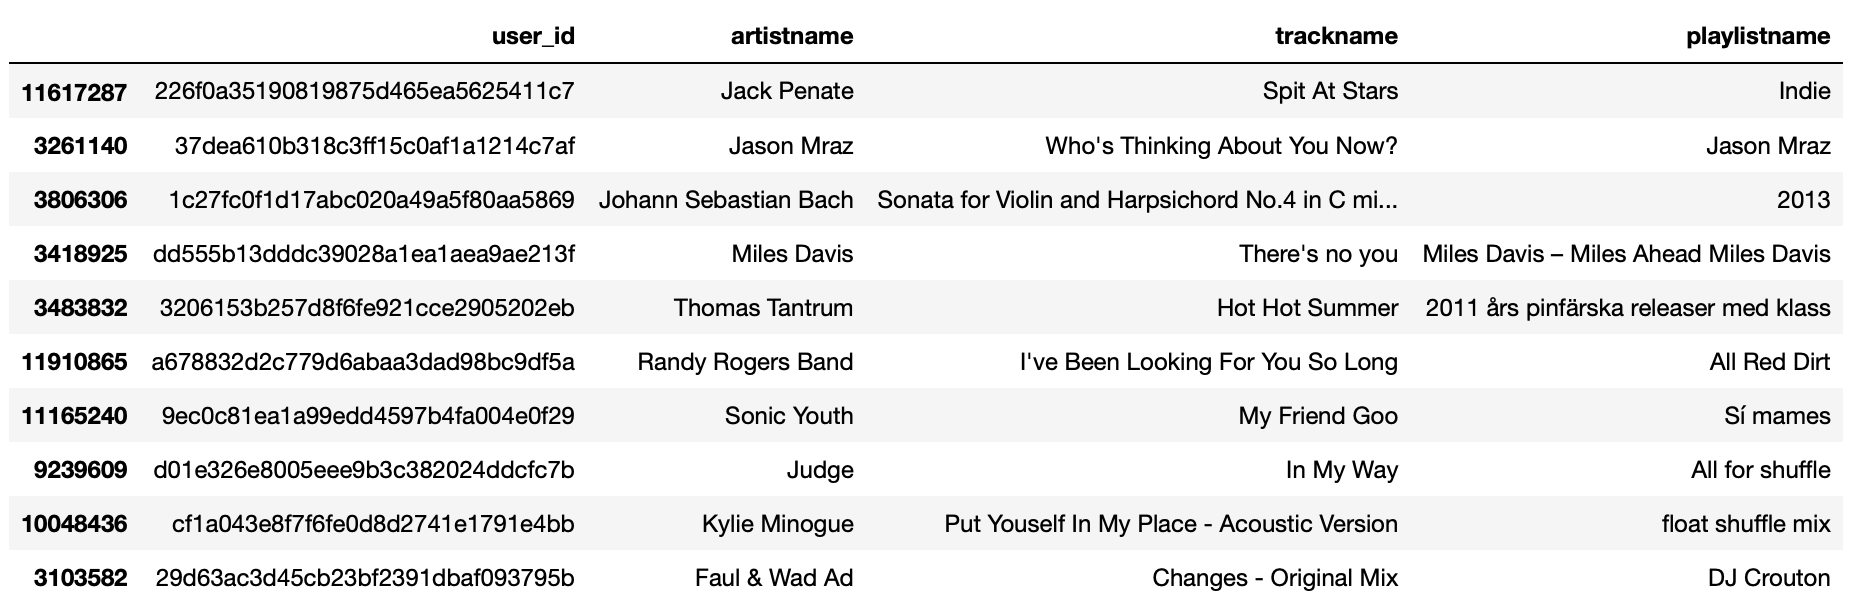 user_id artistname trackname playlistname
11617287 226f0a35190819875d465ea5625411c7 Jack Penate Spit At Stars Indie
3261140 37dea610b318c3ff15c0af1a1214c7af Jason Mraz Who's Thinking About You Now? Jason Mraz
3806306 1c27fc0f1d17abc020a49a5f80aa5869 Johann Sebastian Bach Sonata for Violin and Harpsichord No.4 in C mi... 2013
3418925 dd555b13dddc39028a1ea1aea9ae213f Miles Davis There's no you Miles Davis – Miles Ahead Miles Davis
3483832 3206153b257d8f6fe921cce2905202eb Thomas Tantrum Hot Hot Summer 2011 års pinfärska releaser med klass
11910865 a678832d2c779d6abaa3dad98bc9df5a Randy Rogers Band I've Been Looking For You So Long All Red Dirt
11165240 9ec0c81ea1a99edd4597b4fa004e0f29 Sonic Youth My Friend Goo Sí mames
9239609 d01e326e8005eee9b3c382024ddcfc7b Judge In My Way All for shuffle
10048436 cf1a043e8f7f6fe0d8d2741e1791e4bb Kylie Minogue Put Youself In My Place - Acoustic Version float shuffle mix
3103582 29d63ac3d45cb23bf2391dbaf093795b Faul & Wad Ad Changes - Original Mix DJ Crouton